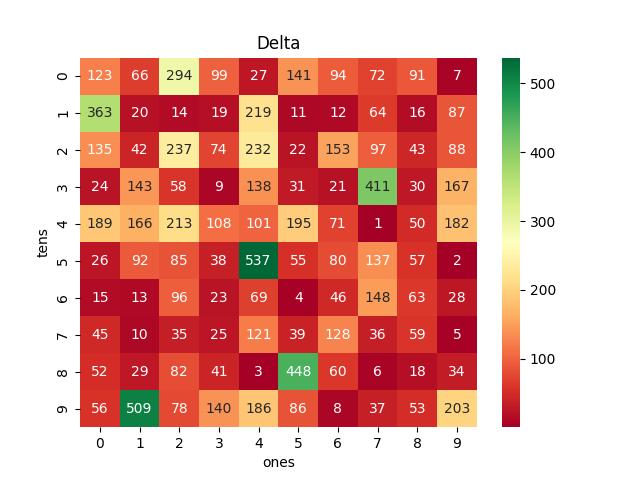 Delta
0 123 66 294 99 27 141 94 72 91 7
1 363 20 14 19 219 11 12 64 16 87
2 135 42 237 74 232 22 153 97 43 88
3 24 143 58 9 138 31 21 411 30 167
4 189 166 213 108 101 195 71 1 50 182
5 26 92 85 38 537 55 80 137 57 2
6 15 13 96 23 69 4 46 148 63 28
7 45 10 35 25 121 39 128 36 59 5
8 52 29 82 41 3 448 60 6 18 34
9 56 509 78 140 186 86 8 37 53 203
0 1 2 3 4 5 6 7 8 9
ones
tens
500
400
300
200
100